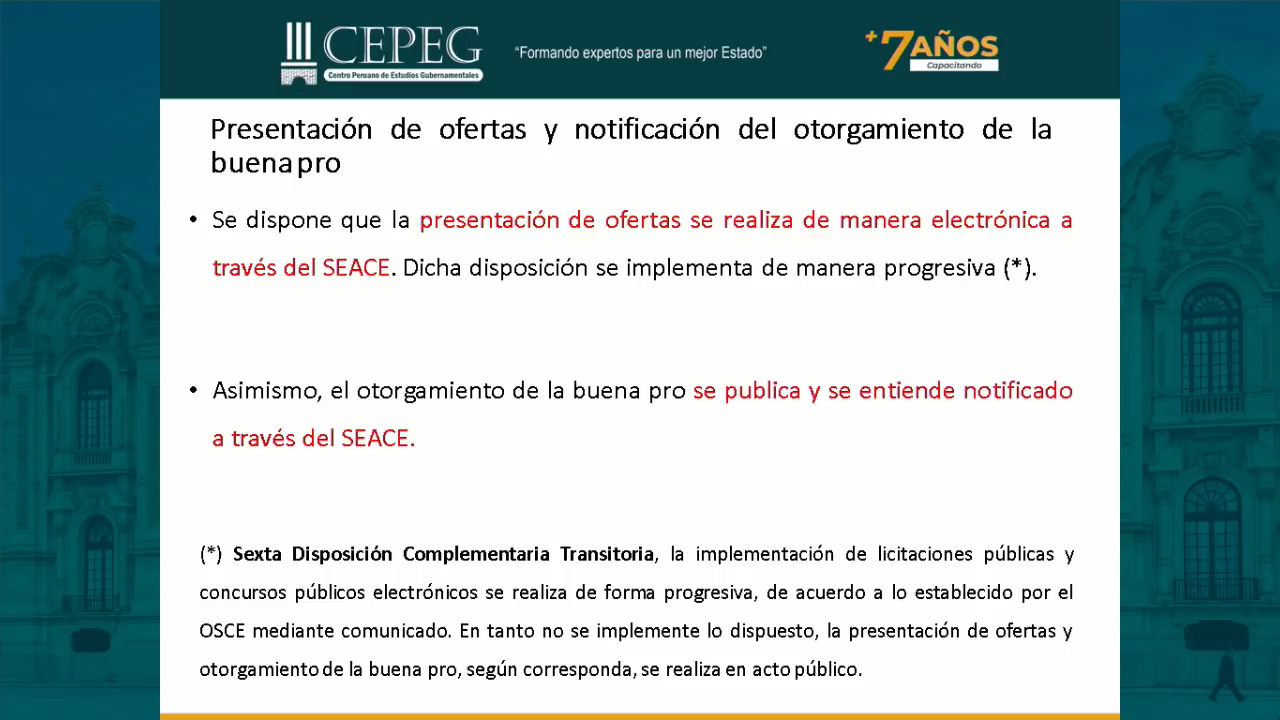 CEPEG
Centro Peruano de Estudios Gubernamentales
“Formando expertos para un mejor Estado”
+7 AÑOS
Capacitando
Presentación de ofertas y notificación del otorgamiento de la
buena pro
• Se dispone que la presentación de ofertas se realiza de manera electrónica a
través del SEACE. Dicha disposición se implementa de manera progresiva (*).
• Asimismo, el otorgamiento de la buena pro se publica y se entiende notificado
a través del SEACE.
(*) Sexta Disposición Complementaria Transitoria, la implementación de licitaciones públicas y
concursos públicos electrónicos se realiza de forma progresiva, de acuerdo a lo establecido por el
OSCE mediante comunicado. En tanto no se implemente lo dispuesto, la presentación de ofertas y
otorgamiento de la buena pro, según corresponda, se realiza en acto público.